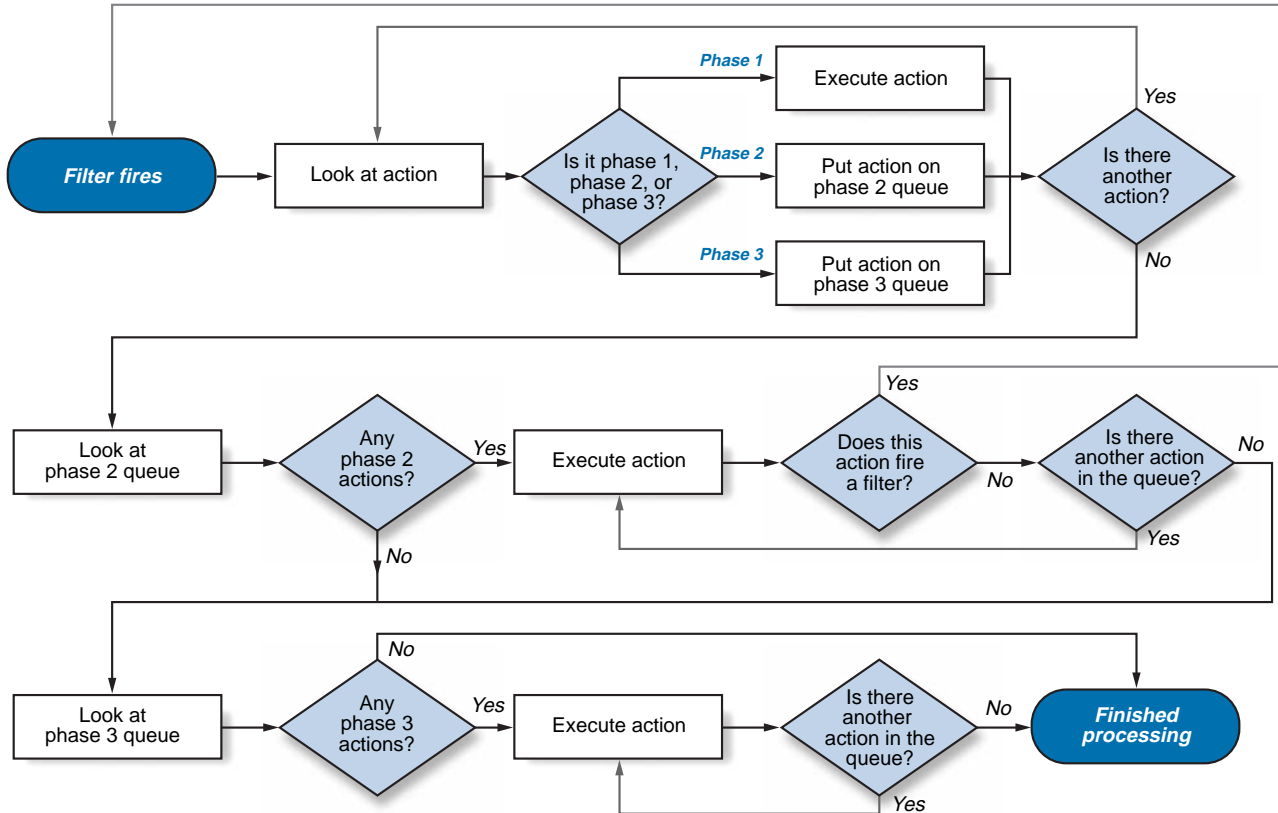 Phase 1
Execute action
Yes
Filter fires
Look at action
Is it phase 1,
phase 2, or
phase 3?
Phase 2
Put action on
phase 2 queue
Is there
another
action?
Phase 3
Put action on
phase 3 queue
No
Look at
phase 2 queue
Any
phase 2
actions?
Yes
Execute action
Yes
Does this
action fire
a filter?
No
Is there
another action
in the queue?
No
Yes
No
Look at
phase 3 queue
No
Any
phase 3
actions?
Yes
Execute action
Is there
another
action in the
queue?
No
Yes
Finished
processing